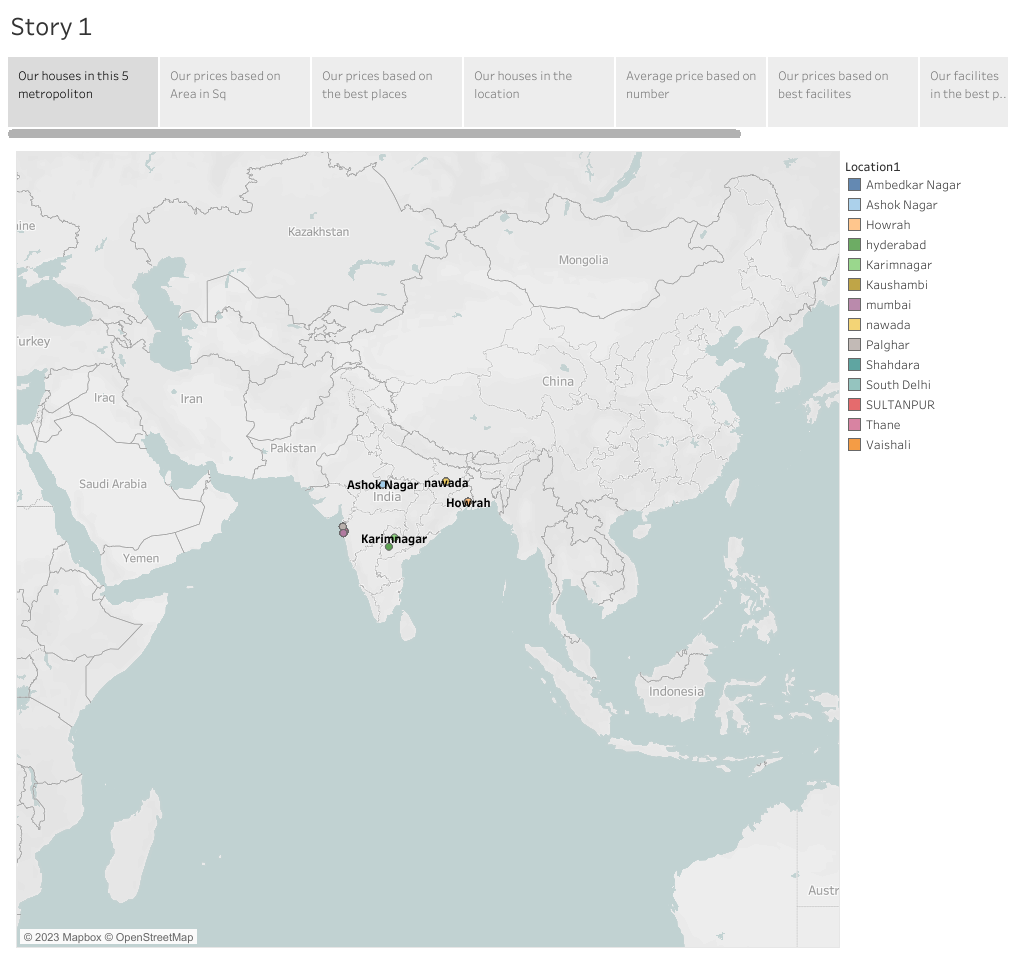 Story 1
Our houses in this 5
metropoliton
Our prices based on
Area in Sq
Our prices based on
the best places
Our houses in the
location
Average price based on
number
Our prices based on
best facilites
Our facilites
in the best p..
Location1
Ambedkar Nagar
Ashok Nagar
Howrah
hyderabad
Karimnagar
Kaushambi
mumbai
nawada
Palghar
Shahdara
South Delhi
SULTANPUR
Thane
Vaishali
aine
Kazakhstan
Mongolia
Turkey
China
Iraq
Iran
Pakistan
Saudi Arabia
Ashok Nagar
nawada
India
Howrah
Karimnagar
Yemen
Indonesia
Austr
© 2023 Mapbox © OpenStreetMap